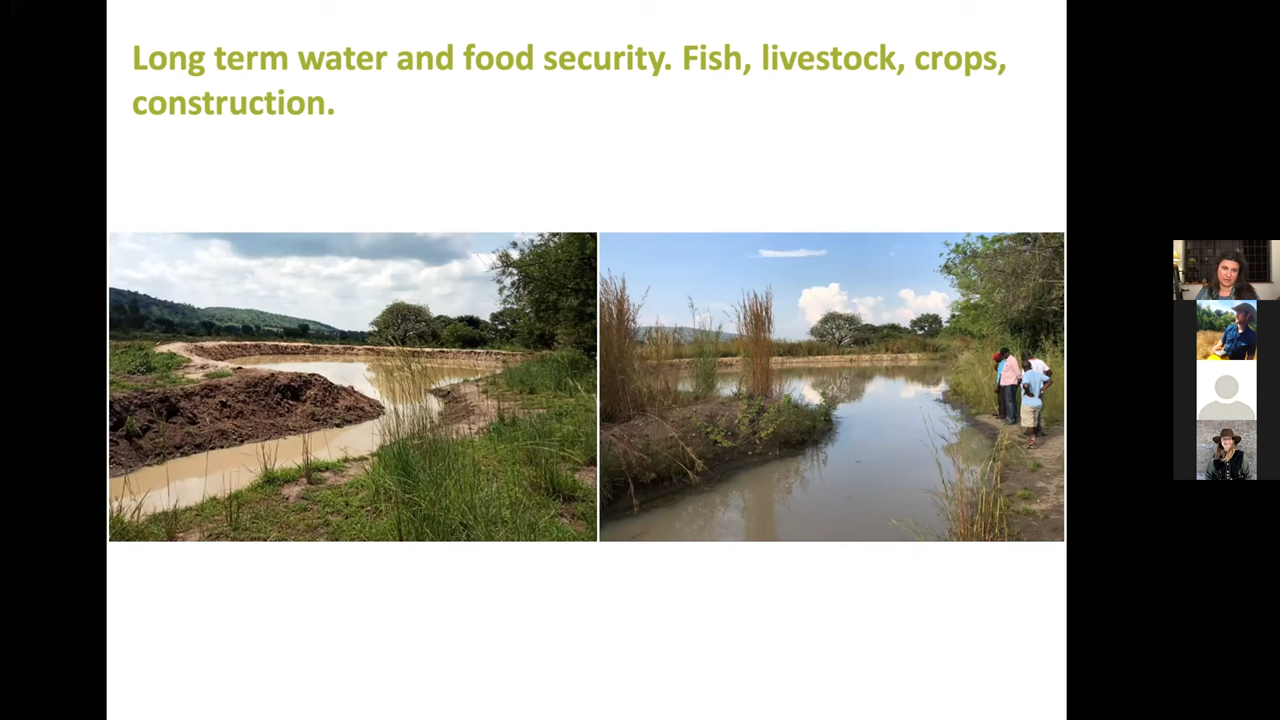 Long term water and food security. Fish, livestock, crops,
construction.